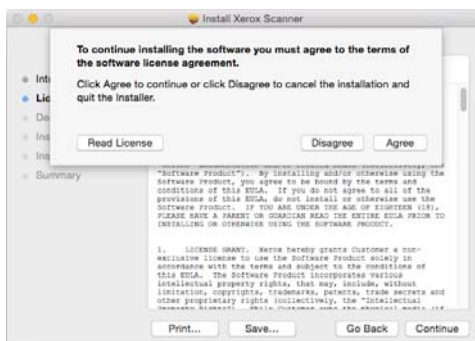 Install Xerox Scanner
To continue installing the software you must agree to the terms of
the software license agreement.
Click Agree to continue or click Disagree to cancel the installation and
quit the Installer.
Read License
Disagree
Agree
Int
Lic
De
Ins
Ins
Summary
"Software Product"). By installing and/or otherwise using the
Software Product, you agree to be bound by the terms and
conditions of this EULA. If you do not agree to all of the
provisions of this EULA, do not install or otherwise use the
Software Product. IF YOU ARE UNDER THE AGE OF EIGHTEEN (18),
PLEASE HAVE A PARENT OR GUARDIAN READ THE ENTIRE EULA PRIOR TO
INSTALLING OR OTHERWISE USING THE SOFTWARE PRODUCT.
1. LICENSE GRANT. Xerox hereby grants Customer a non-
exclusive license to use the Software Product solely in
accordance with the terms and subject to the conditions of
this EULA. The Software Product incorporates various
intellectual property rights, that may, include, without
limitation, copyrights, trademarks, patents, trade secrets and
other proprietary rights (collectively, the "Intellectual
Print...
Save...
Go Back
Continue